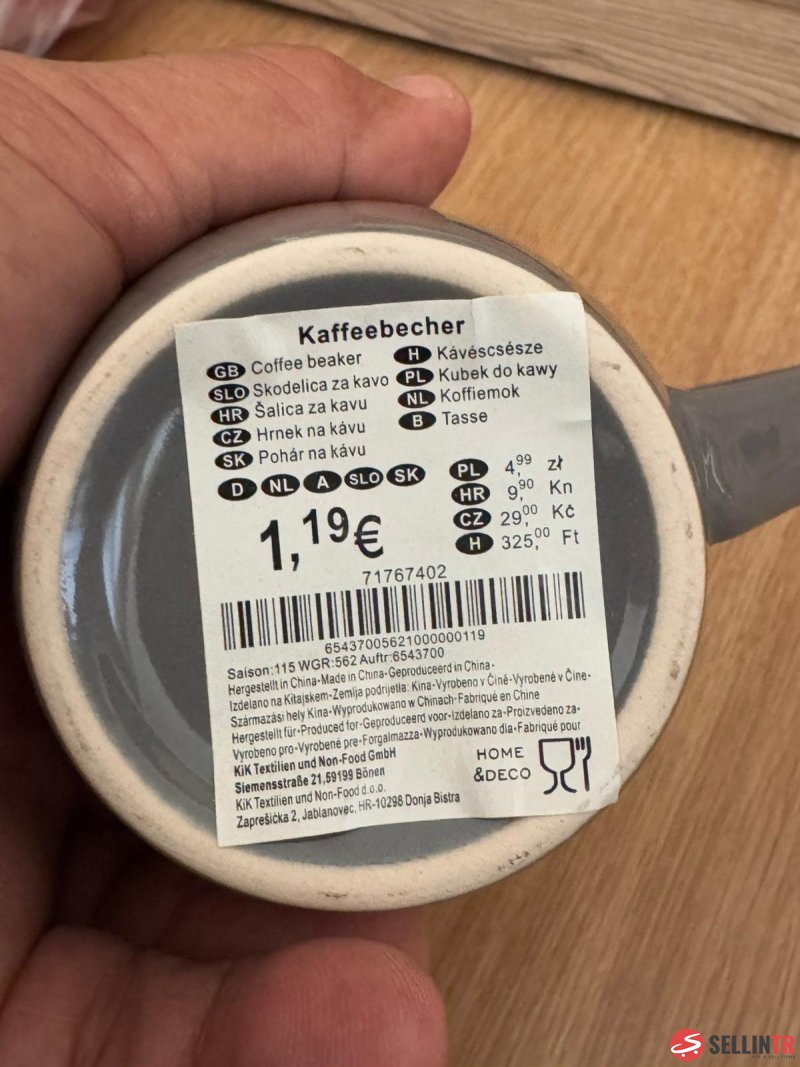 Kaffeebecher
GB Coffee beaker
SLO Skodelica za kavo
HR Šalica za kavu
CZ Hrnek na kávu
SK Pohár na kávu
H Kávéscsésze
PL Kubek do kawy
NL Koffiemok
B Tasse
D NL A SLO SK
1,19€
PL 4,99 zł
HR 9,90 Kn
CZ 29,00 Kč
H 325,00 Ft
71767402
65437005621000000119
Saison:115 WGR:562 Auftr:6543700
Hergestellt in China-Made in China-Geproduceerd in China-
Izdelano na Kitajskem-Zemlja podrijetla: Kina-Vyrobeno v Číně-Vyrobené v Číne-
Származási hely Kína-Wyprodukowano w Chinach-Fabriqué en Chine
Hergestellt für-Produced for-Geproduceerd voor-Izdelano za-Proizvedeno za-
Vyrobeno pro-Vyrobené pre-Forgalmazza-Wyprodukowano dla-Fabriqué pour
KiK Textilien und Non-Food GmbH
Siemensstraße 21,59199 Bönen
KiK Textilien und Non-Food d.o.o.
Zaprešička 2, Jablanovec, HR-10298 Donja Bistra
HOME
&DECO
SELLINTR
BUY & SELL ITEMS